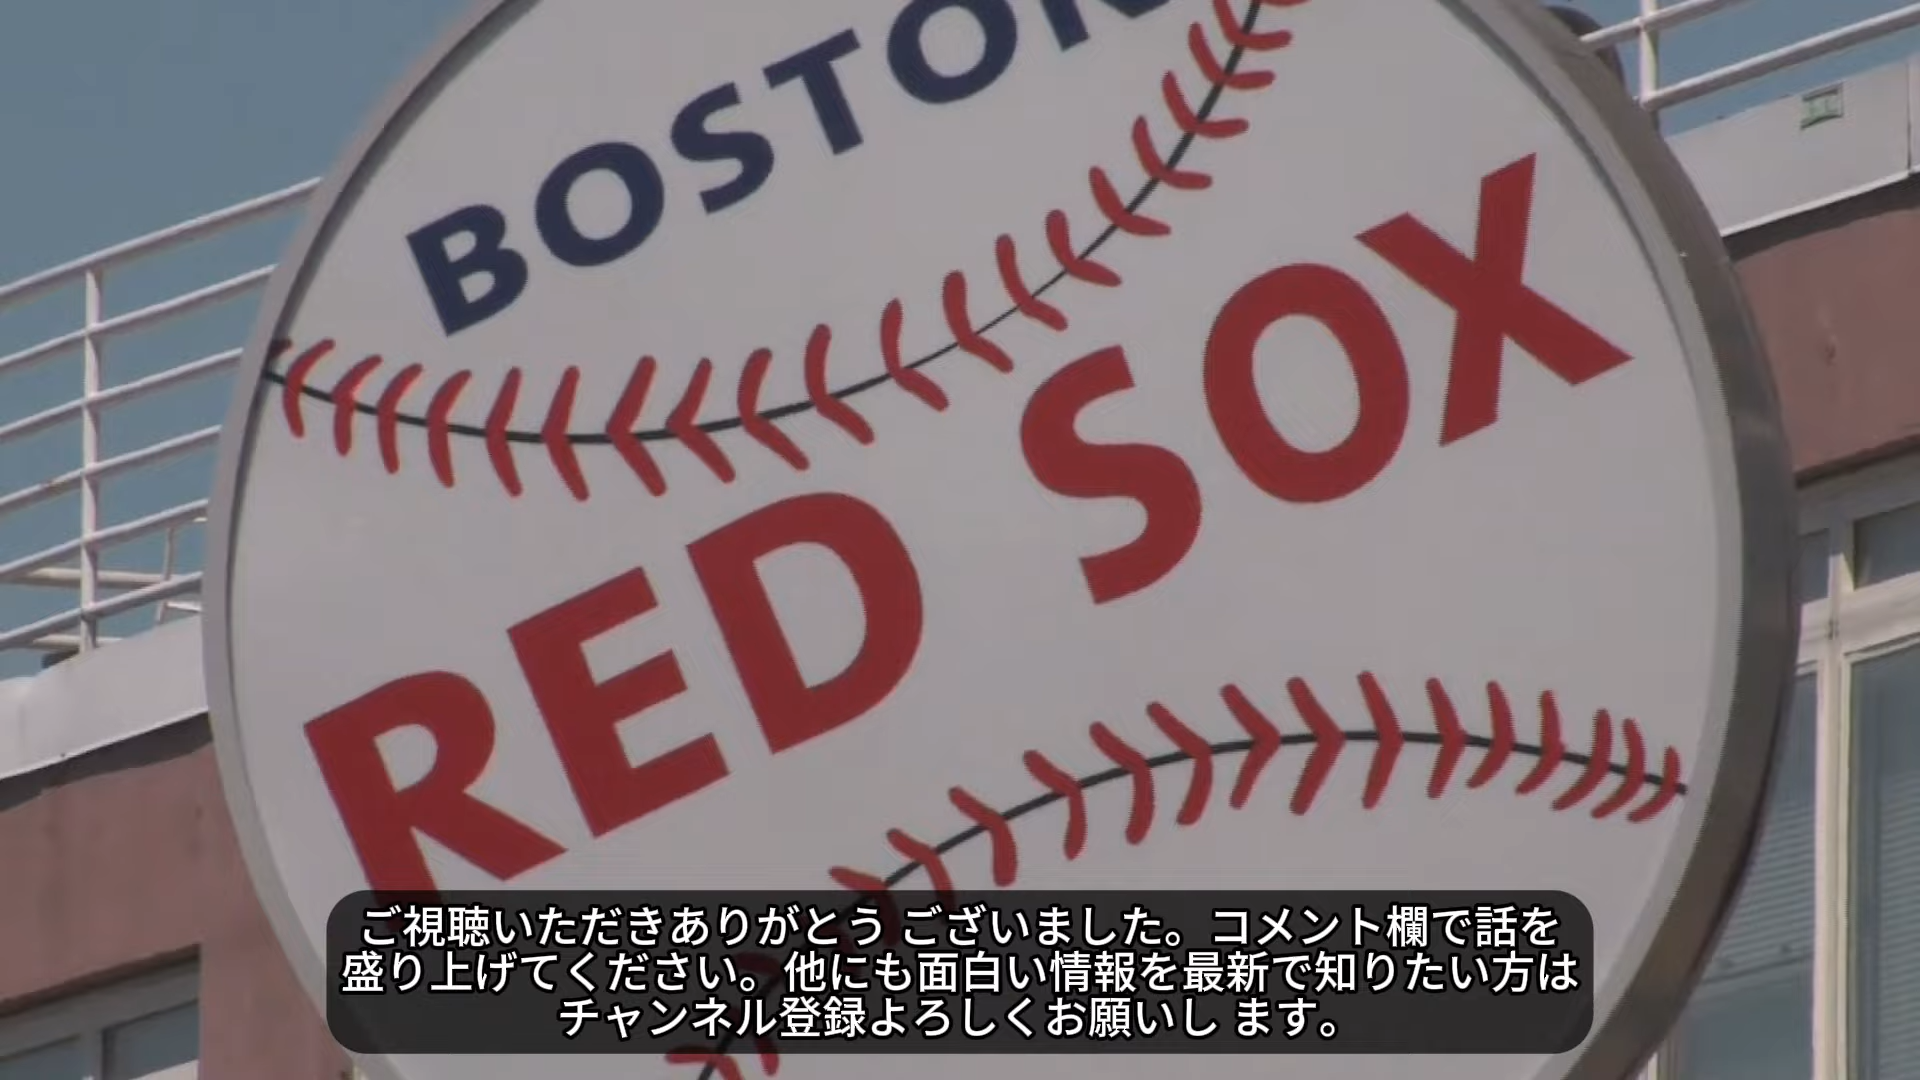 BOSTON
RED SOX
ご視聴いただきありがとう ございました。コメント欄で話を
盛り上げてください。他にも面白い情報を最新で知りたい方は
チャンネル登録よろしくお願いし ます。